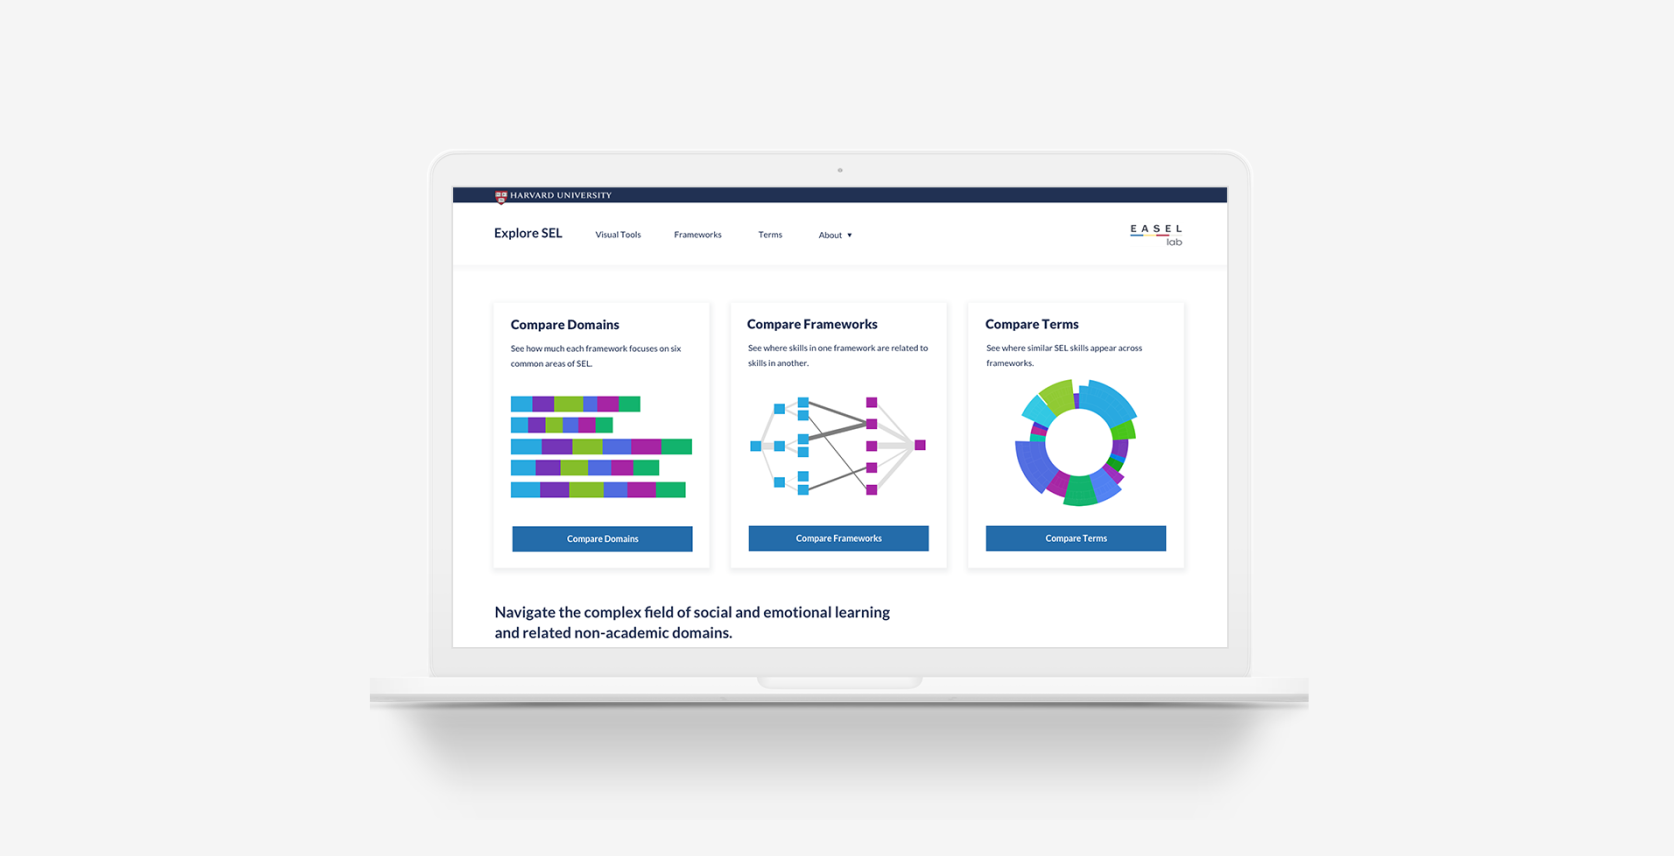 HARVARD UNIVERSITY
Explore SEL
Visual Tools
Frameworks
Terms
About
EASEL
lab
Compare Domains
See how much each framework focuses on six
common areas of SEL.
Compare Domains
Compare Frameworks
See where skills in one framework are related to
skills in another.
Compare Frameworks
Compare Terms
See where similar SEL skills appear across
frameworks.
Compare Terms
Navigate the complex field of social and emotional learning
and related non-academic domains.